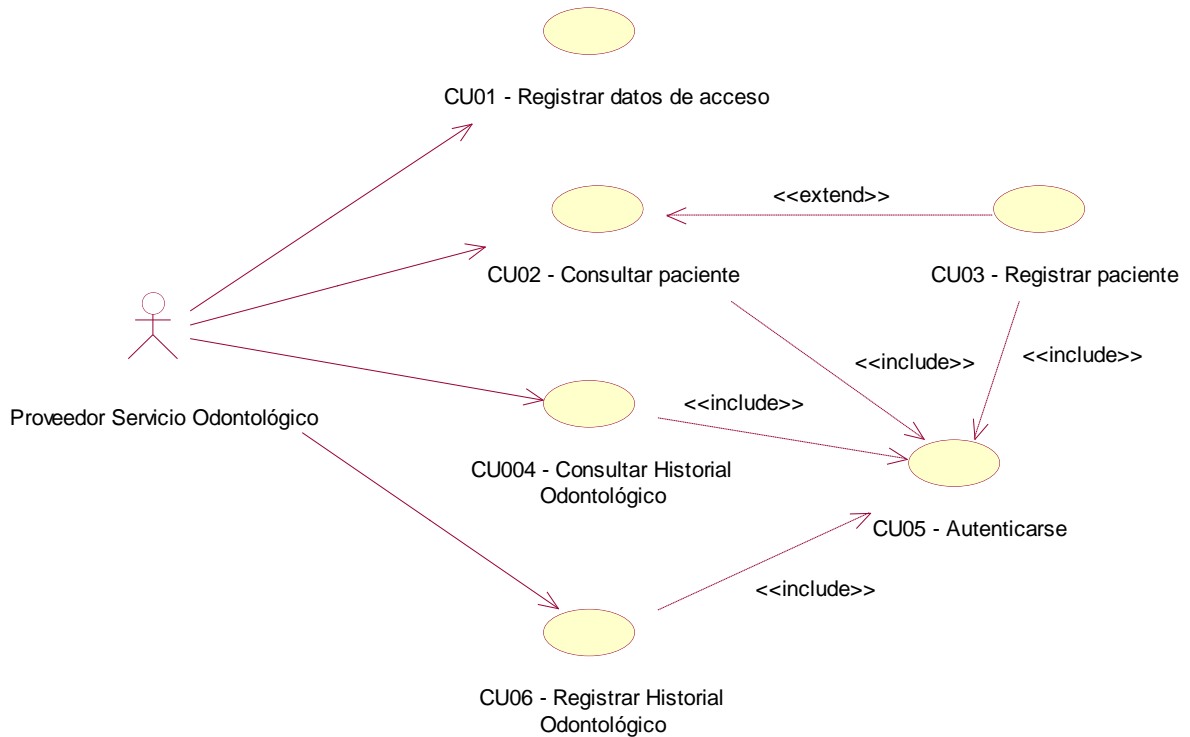 CU01 - Registrar datos de acceso
<<extend>>
CU02 - Consultar paciente
CU03 - Registrar paciente
<<include>>
<<include>>
<<include>>
Proveedor Servicio Odontológico
CU004 - Consultar Historial
Odontológico
CU05 - Autenticarse
<<include>>
CU06 - Registrar Historial
Odontológico